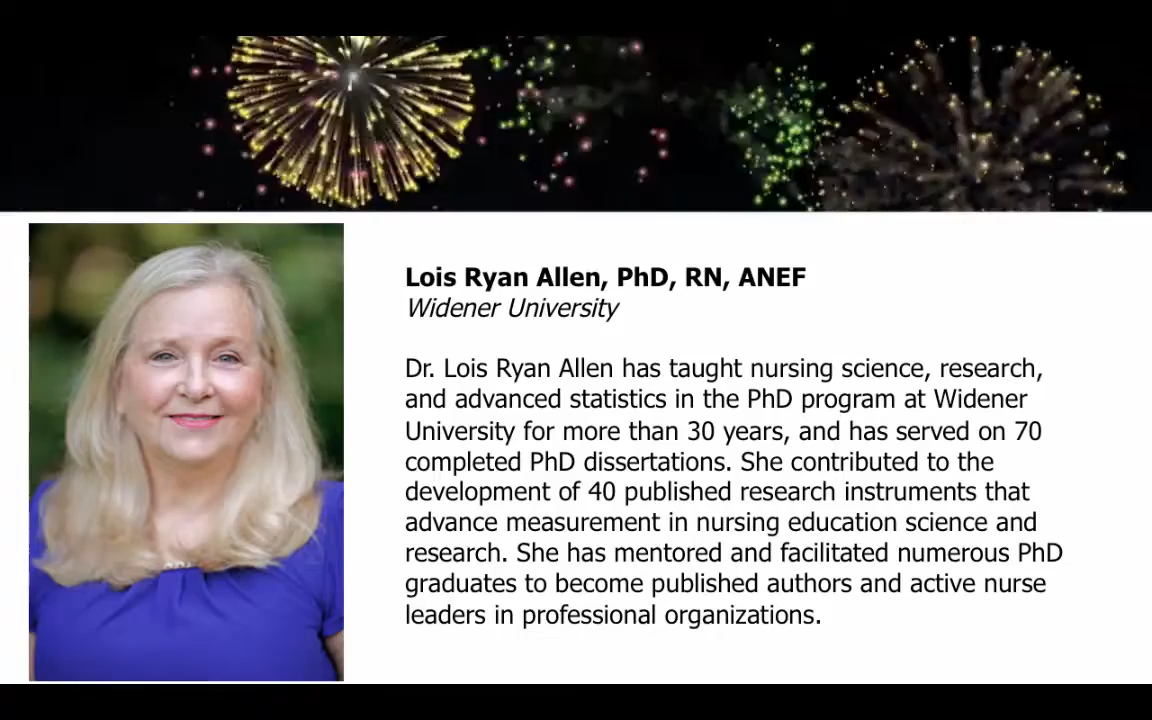 Lois Ryan Allen, PhD, RN, ANEF
Widener University
Dr. Lois Ryan Allen has taught nursing science, research,
and advanced statistics in the PhD program at Widener
University for more than 30 years, and has served on 70
completed PhD dissertations. She contributed to the
development of 40 published research instruments that
advance measurement in nursing education science and
research. She has mentored and facilitated numerous PhD
graduates to become published authors and active nurse
leaders in professional organizations.